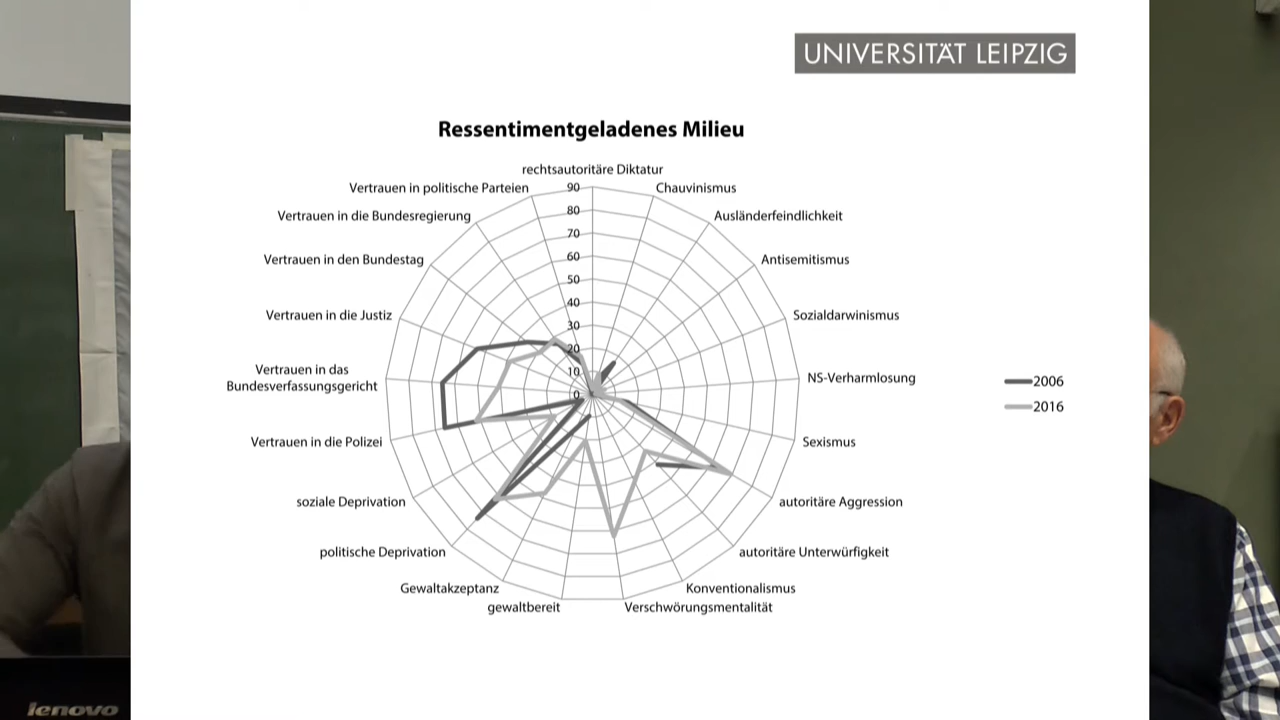 UNIVERSITÄT LEIPZIG
Ressentimentgeladenes Milieu
rechtsautoritäre Diktatur
Vertrauen in politische Parteien
90
Chauvinismus
Vertrauen in die Bundesregierung
80
Ausländerfeindlichkeit
70
Vertrauen in den Bundestag
60
Antisemitismus
50
40
Vertrauen in die Justiz
Sozialdarwinismus
30
20
Vertrauen in das
Bundesverfassungsgericht
10
NS-Verharmlosung
2006
0
2016
Vertrauen in die Polizei
Sexismus
soziale Deprivation
autoritäre Aggression
politische Deprivation
autoritäre Unterwürfigkeit
Gewaltakzeptanz
Konventionalismus
gewaltbereit
Verschwörungsmentalität
lenovo